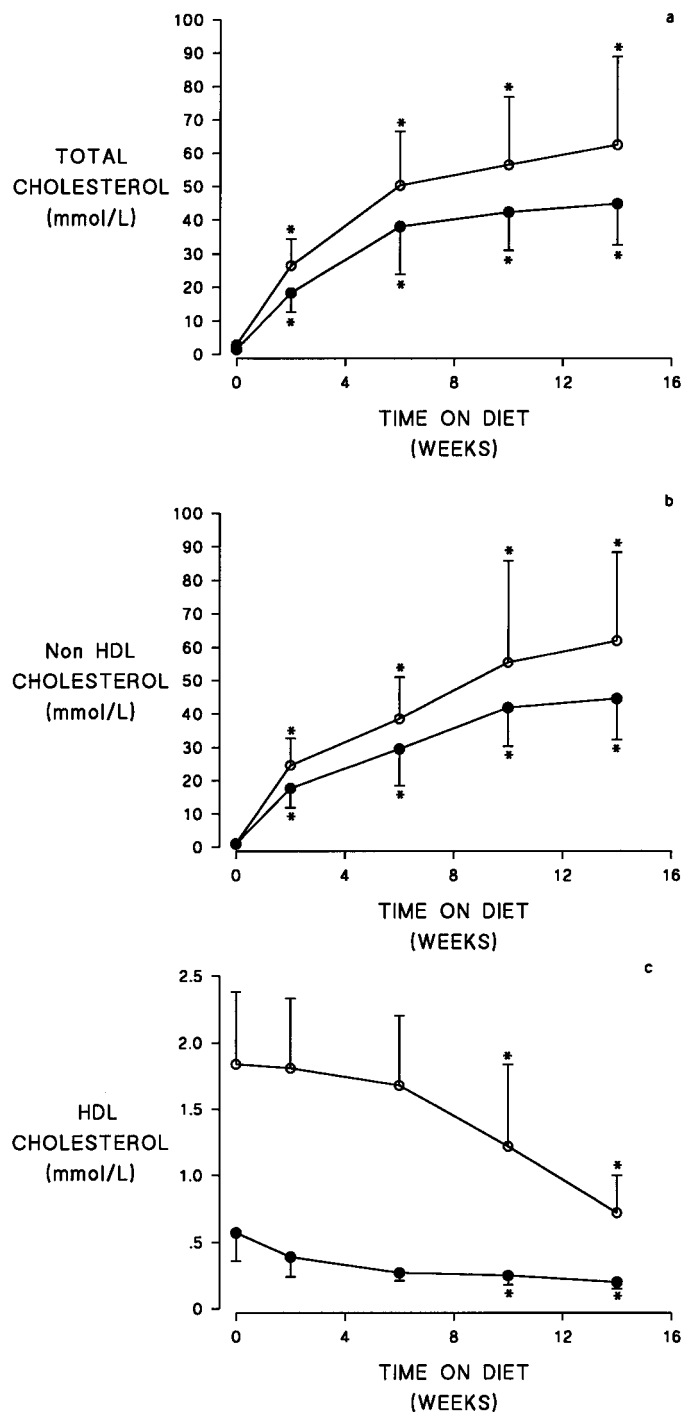 a
100
90
80
70
60
50
40
30
20
10
0
TOTAL
CHOLESTEROL
(mmol/L)
* * * *
* * * *
0 4 8 12 16
TIME ON DIET
(WEEKS)
b
100
90
80
70
60
50
40
30
20
10
0
Non HDL
CHOLESTEROL
(mmol/L)
* * * *
* * * *
0 4 8 12 16
TIME ON DIET
(WEEKS)
c
2.5
2.0
1.5
1.0
.5
0
HDL
CHOLESTEROL
(mmol/L)
* *
* *
0 4 8 12 16
TIME ON DIET
(WEEKS)